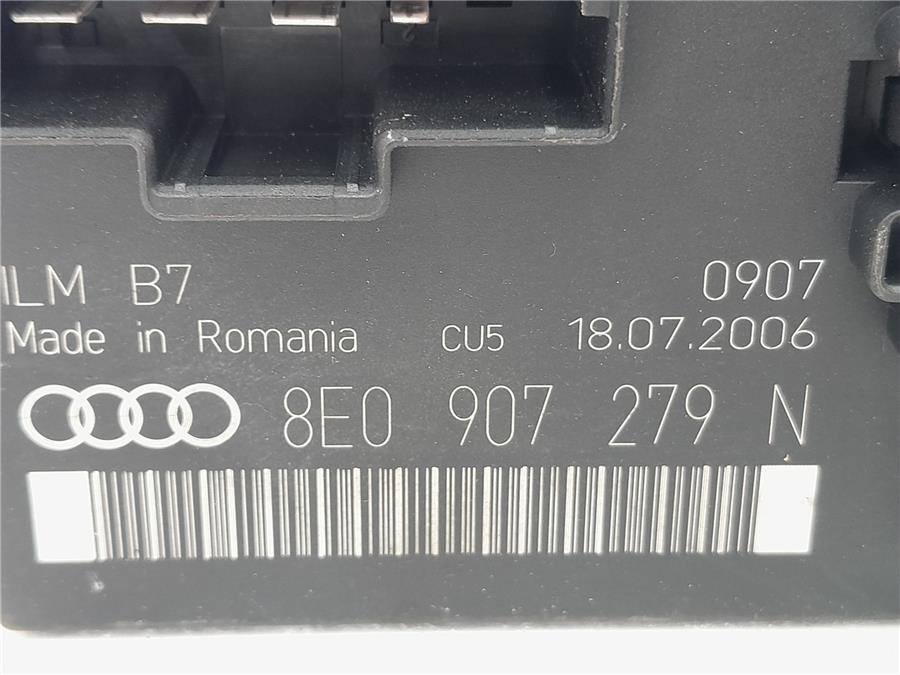 ILM B7 0907
Made in Romania CU5 18.07.2006
8E0 907 279 N